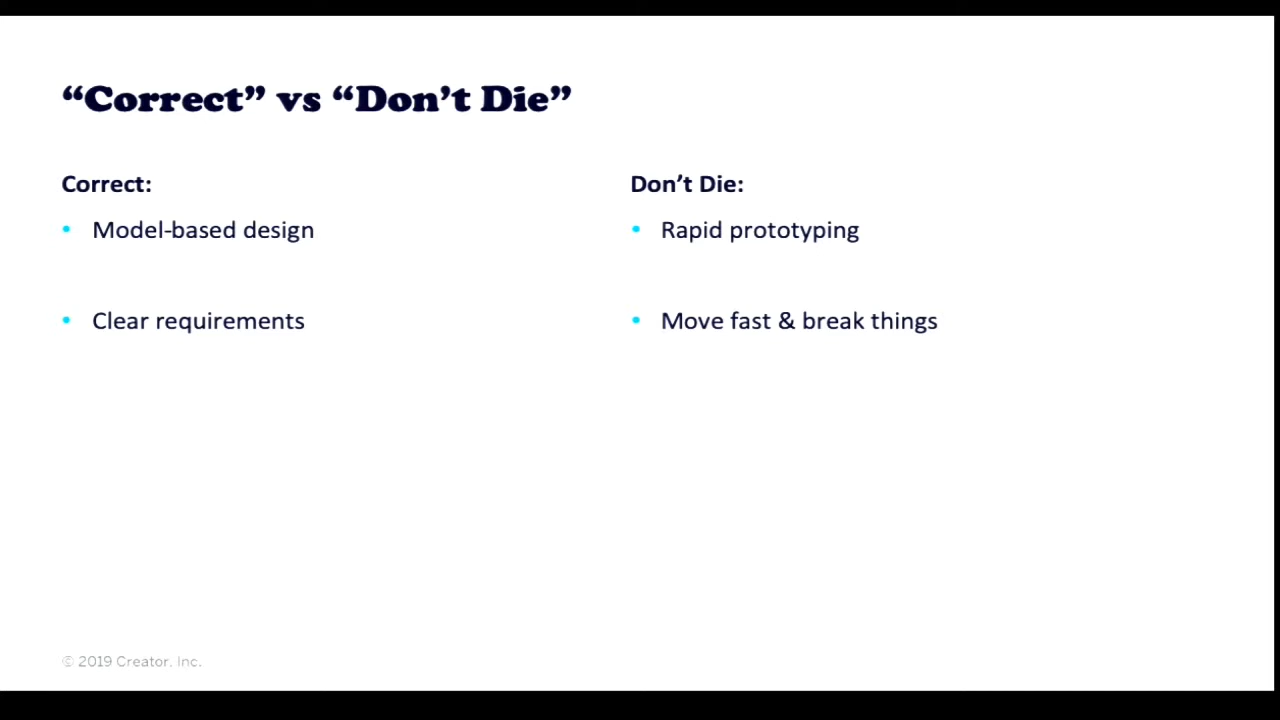 “Correct” vs “Don’t Die”
Correct:
• Model-based design
• Clear requirements
Don’t Die:
• Rapid prototyping
• Move fast & break things
© 2019 Creator, Inc.